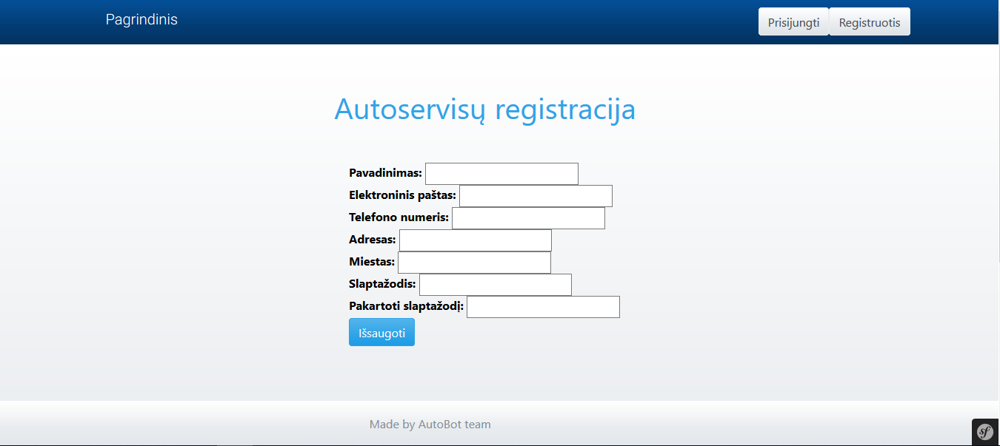 Pagrindinis
Prisijungti
Registruotis
Autoservisų registracija
Pavadinimas:
Elektroninis paštas:
Telefono numeris:
Adresas:
Miestas:
Slaptažodis:
Pakartoti slaptažodį:
Išsaugoti
Made by AutoBot team
sf